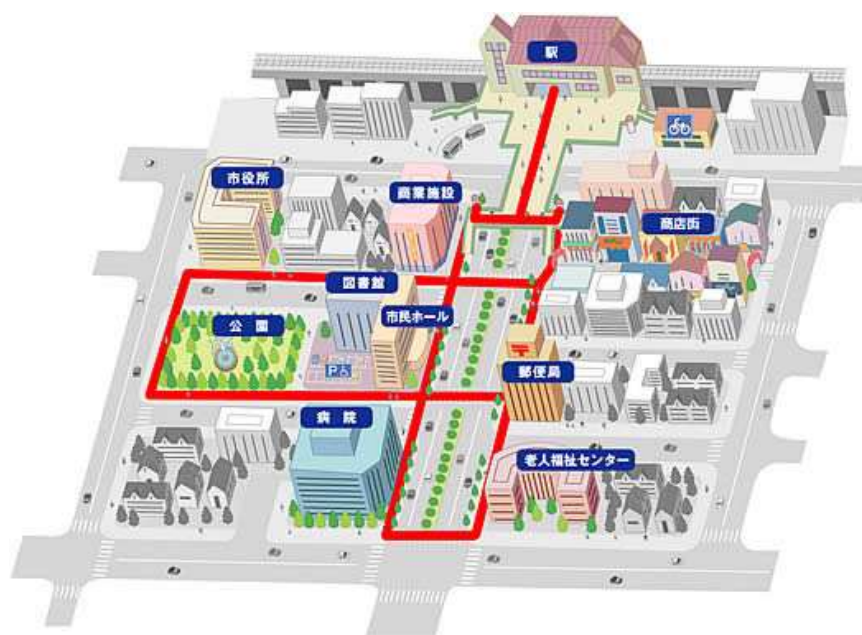 駅
市役所
商業施設
商店街
図書館
市民ホール
公園
P
郵便局
病院
老人福祉センター